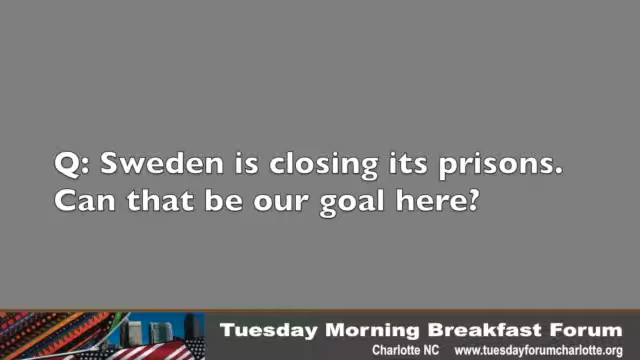 Q: Sweden is closing its prisons.
Can that be our goal here?
Tuesday Morning Breakfast Forum
Charlotte NC www.tuesdayforumcharlotte.org